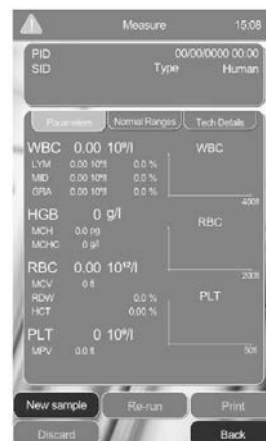 Measure 15:08
PID 00/00/0000 00:00
SID Type Human
Parameters Normal Ranges Tech Details
WBC 0.00 10⁹/l WBC
LYM 0.00 10⁹/l 0.0 %
MID 0.00 10⁹/l 0.0 %
GRA 0.00 10⁹/l 0.0 %
400fl
HGB 0 g/l RBC
MCH 0.0 pg
MCHC 0 g/l
RBC 0.00 10¹²/l
200fl
MCV 0 fl
RDW 0.0 % PLT
HCT 0.00 %
PLT 0 10⁹/l
MPV 0.0 fl 50fl
New sample Re-run Print
Discard Back